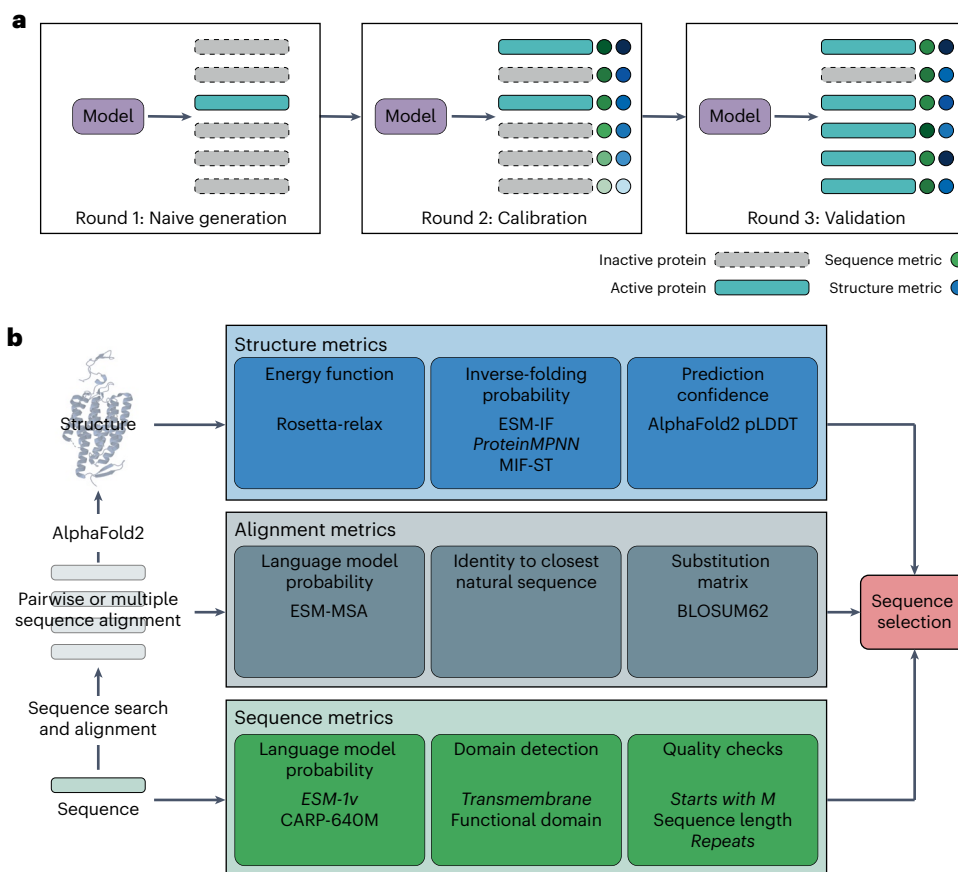 a
Model
Round 1: Naive generation
Model
Round 2: Calibration
Model
Round 3: Validation
Inactive protein
Sequence metric
Active protein
Structure metric
b
Structure
AlphaFold2
Pairwise or multiple
sequence alignment
Sequence search
and alignment
Sequence
Structure metrics
Energy function
Rosetta-relax
Inverse-folding
probability
ESM-IF
ProteinMPNN
MIF-ST
Prediction
confidence
AlphaFold2 pLDDT
Alignment metrics
Language model
probability
ESM-MSA
Identity to closest
natural sequence
Substitution
matrix
BLOSUM62
Sequence metrics
Language model
probability
ESM-1v
CARP-640M
Domain detection
Transmembrane
Functional domain
Quality checks
Starts with M
Sequence length
Repeats
Sequence
selection